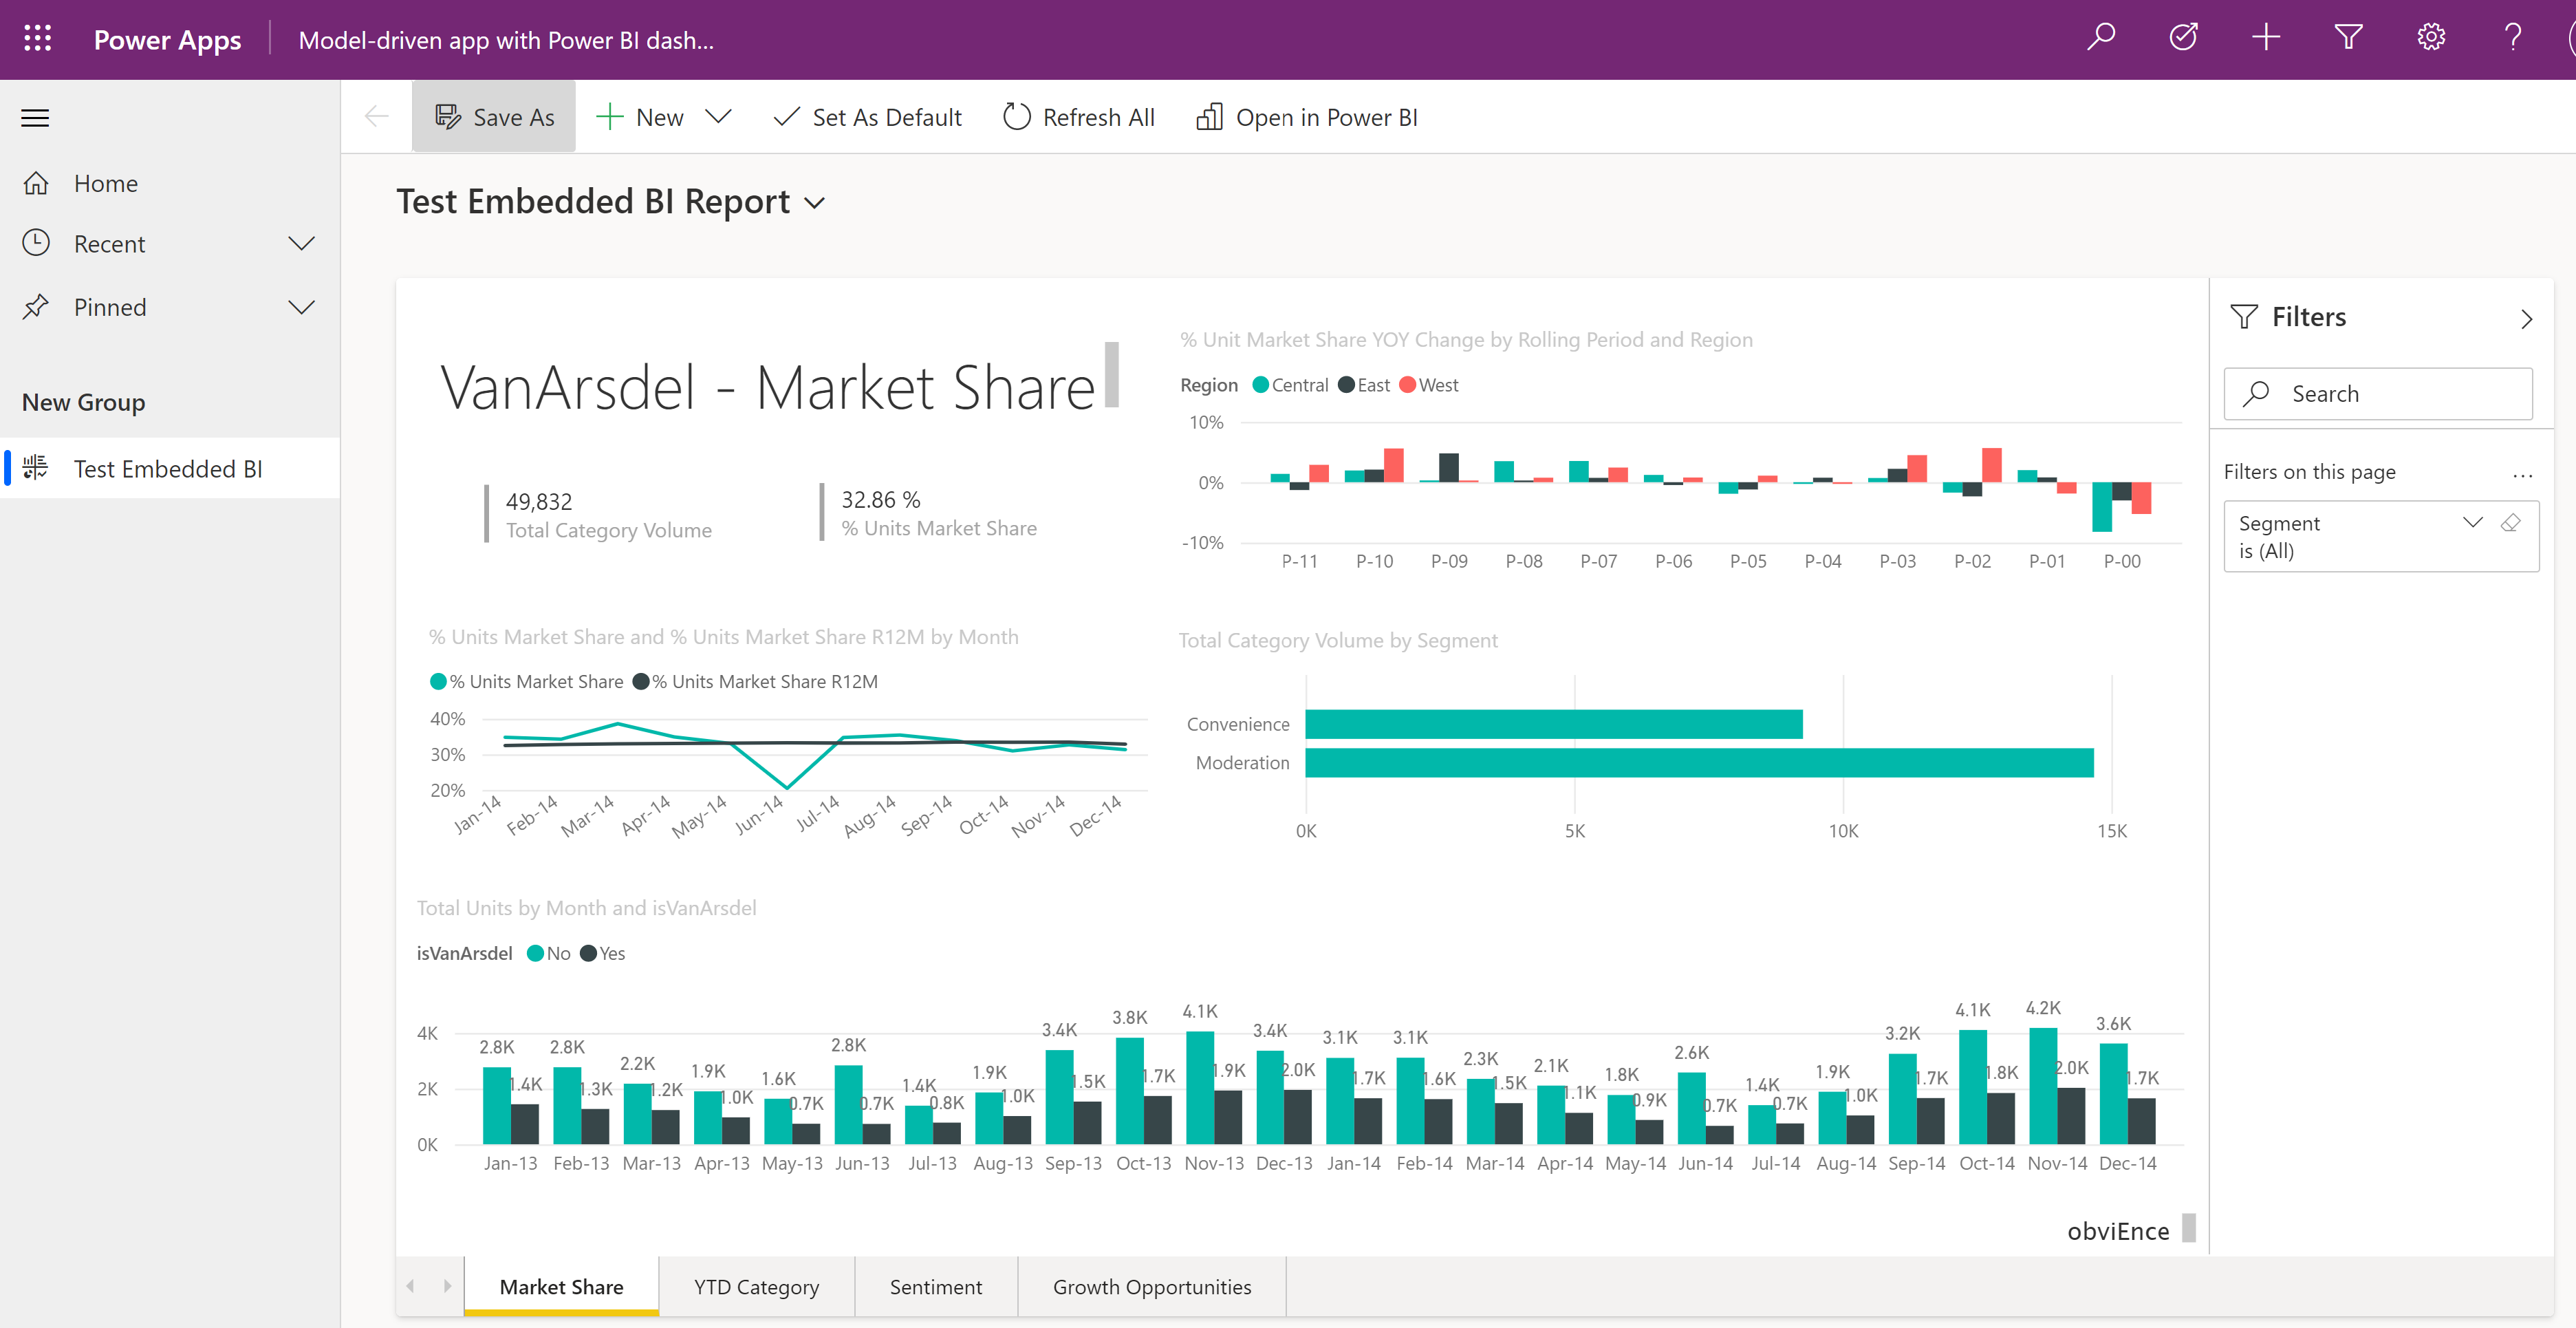 Power Apps
Model-driven app with Power BI dash...
Save As
New
Set As Default
Refresh All
Open in Power BI
Home
Recent
Pinned
New Group
Test Embedded BI
Test Embedded BI Report
VanArsdel - Market Share
49,832
Total Category Volume
32.86 %
% Units Market Share
% Unit Market Share YOY Change by Rolling Period and Region
Region Central East West
10%
0%
-10%
P-11 P-10 P-09 P-08 P-07 P-06 P-05 P-04 P-03 P-02 P-01 P-00
% Units Market Share and % Units Market Share R12M by Month
% Units Market Share % Units Market Share R12M
40%
30%
20%
Jan-14 Feb-14 Mar-14 Apr-14 May-14 Jun-14 Jul-14 Aug-14 Sep-14 Oct-14 Nov-14 Dec-14
Total Category Volume by Segment
Convenience
Moderation
0K 5K 10K 15K
Total Units by Month and isVanArsdel
isVanArsdel No Yes
4K
2K
0K
2.8K 1.4K 2.8K 1.3K 2.2K 1.2K 1.9K 1.0K 1.6K 0.7K 2.8K 0.7K 1.4K 0.8K 1.9K 1.0K 3.4K 1.5K 3.8K 1.7K 4.1K 1.9K 3.4K 2.0K 3.1K 1.7K 3.1K 1.6K 2.3K 1.5K 2.1K 1.1K 1.8K 0.9K 2.6K 0.7K 1.4K 0.7K 1.9K 1.0K 3.2K 1.7K 4.1K 1.8K 4.2K 2.0K 3.6K 1.7K
Jan-13 Feb-13 Mar-13 Apr-13 May-13 Jun-13 Jul-13 Aug-13 Sep-13 Oct-13 Nov-13 Dec-13 Jan-14 Feb-14 Mar-14 Apr-14 May-14 Jun-14 Jul-14 Aug-14 Sep-14 Oct-14 Nov-14 Dec-14
obviEnce
Filters
Search
Filters on this page
...
Segment
is (All)
Market Share
YTD Category
Sentiment
Growth Opportunities